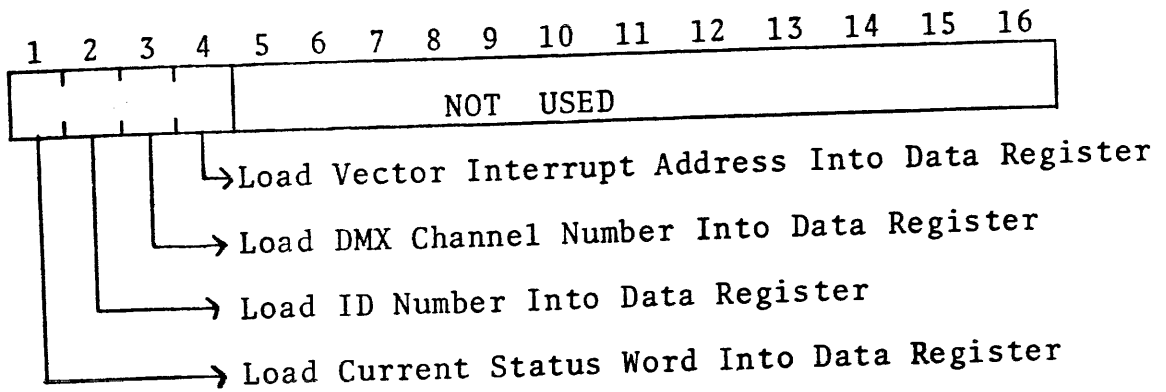 1 2 3 4 5 6 7 8 9 10 11 12 13 14 15 16
NOT USED
Load Vector Interrupt Address Into Data Register
Load DMX Channel Number Into Data Register
Load ID Number Into Data Register
Load Current Status Word Into Data Register